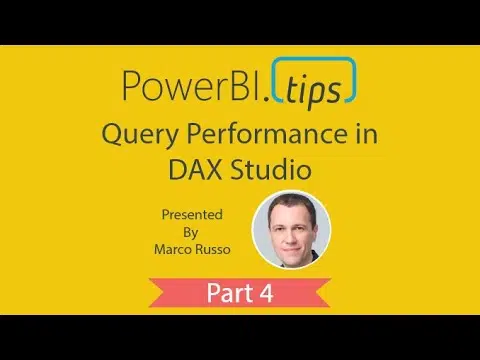 PowerBI.tips
Query Performance in
DAX Studio
Presented
By
Marco Russo
Part 4